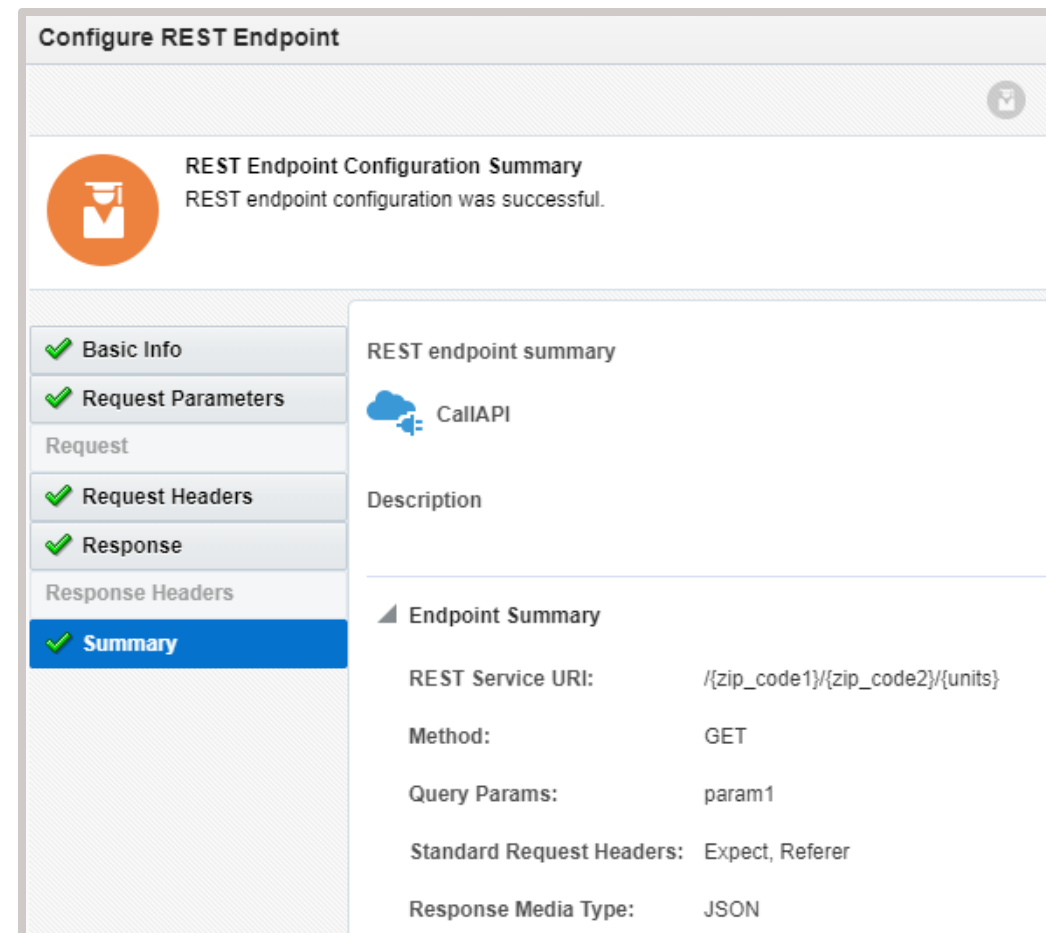 Configure REST Endpoint
REST Endpoint Configuration Summary
REST endpoint configuration was successful.
Basic Info
Request Parameters
Request
Request Headers
Response
Response Headers
Summary
REST endpoint summary
CallAPI
Description
Endpoint Summary
REST Service URI: /{zip_code1}/{zip_code2}/{units}
Method: GET
Query Params: param1
Standard Request Headers: Expect, Referer
Response Media Type: JSON